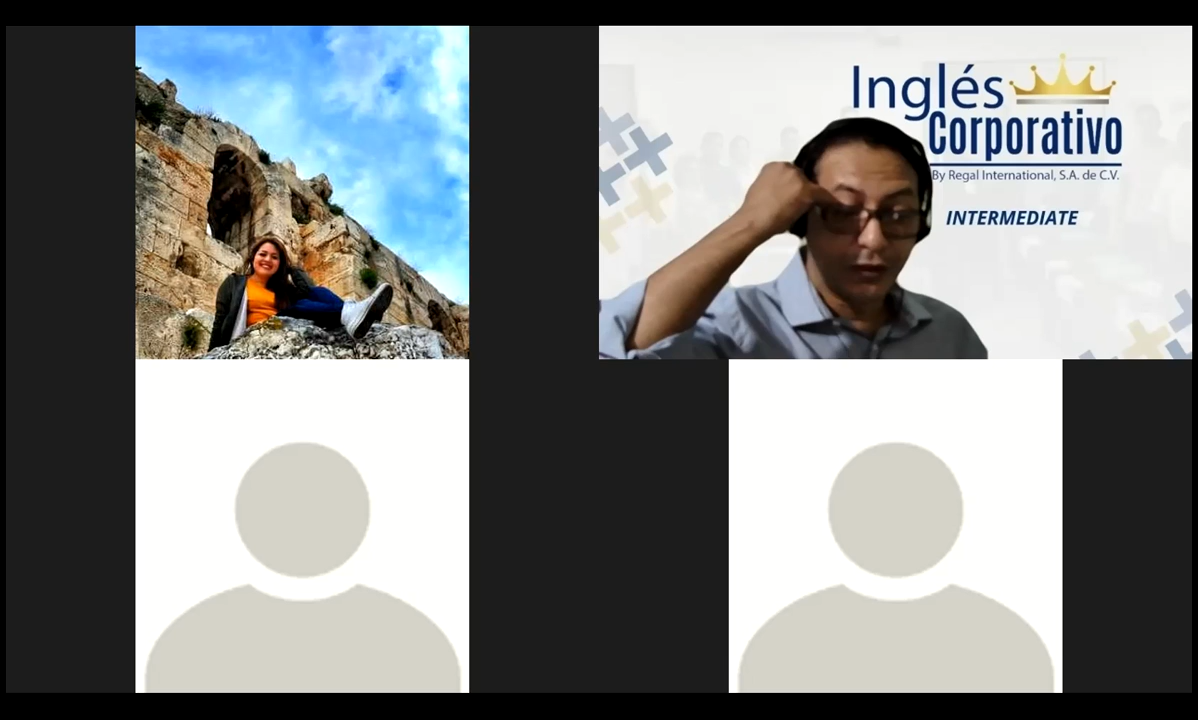 Inglés
Corporativo
By Regal International, S.A. de C.V.
INTERMEDIATE